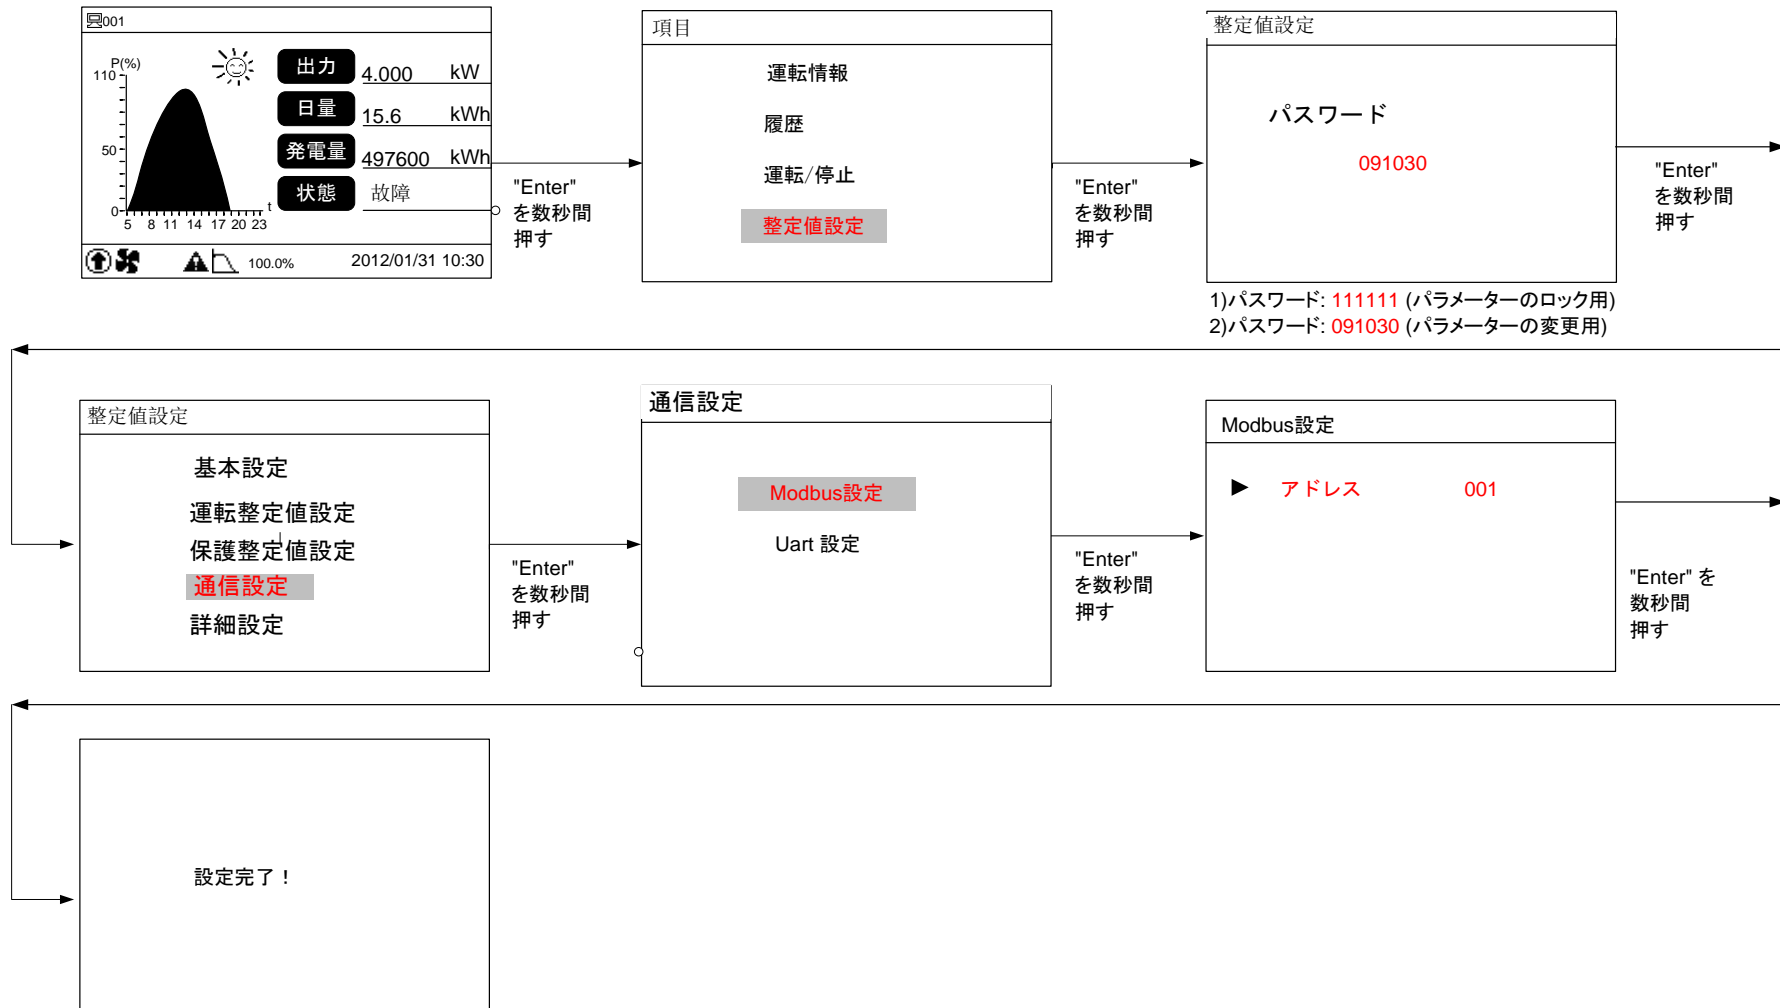 001
P(%)
110
50
0
5 8 11 14 17 20 23
t
出力 4.000 kW
日量 15.6 kWh
発電量 497600 kWh
状態 故障
100.0% 2012/01/31 10:30
"Enter"
を数秒間
押す
項目
運転情報
履歴
運転/停止
整定値設定
"Enter"
を数秒間
押す
整定値設定
パスワード
091030
1)パスワード: 111111 (パラメーターのロック用)
2)パスワード: 091030 (パラメーターの変更用)
"Enter"
を数秒間
押す
整定値設定
基本設定
運転整定値設定
保護整定値設定
通信設定
詳細設定
"Enter"
を数秒間
押す
通信設定
Modbus設定
Uart 設定
"Enter"
を数秒間
押す
Modbus設定
アドレス 001
"Enter" を
数秒間
押す
設定完了！